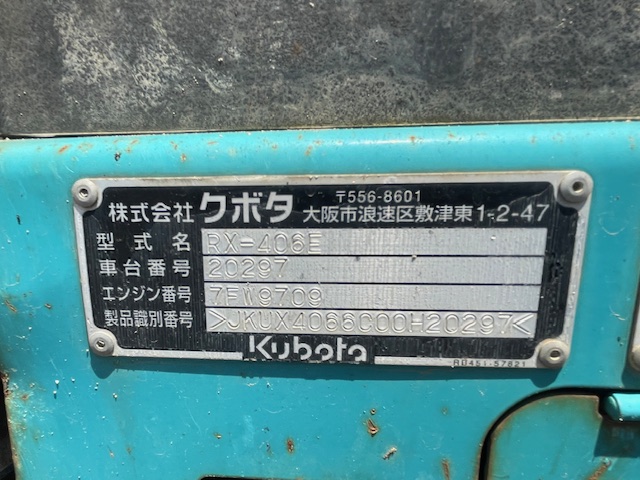 〒556-8601
株式会社 クボタ 大阪市浪速区敷津東1-2-47
型式名 RX-406E
車台番号 20297
エンジン番号 7FW9709
製品識別番号 >JKUX4066C00H20297<
Kubota
RD451-57621